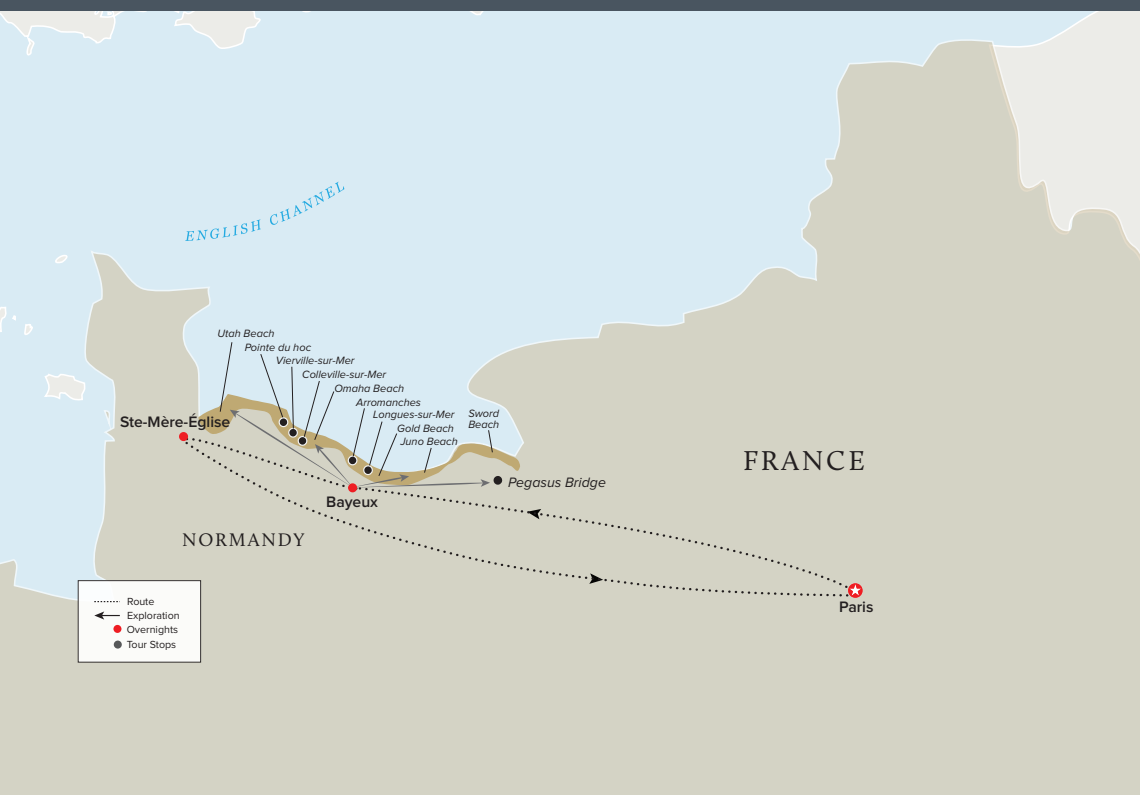 ENGLISH CHANNEL
Utah Beach
Pointe du hoc
Vierville-sur-Mer
Colleville-sur-Mer
Omaha Beach
Arromanches
Longues-sur-Mer
Gold Beach
Juno Beach
Sword
Beach
Ste-Mère-Église
FRANCE
Pegasus Bridge
Bayeux
NORMANDY
Paris
Route
Exploration
Overnights
Tour Stops